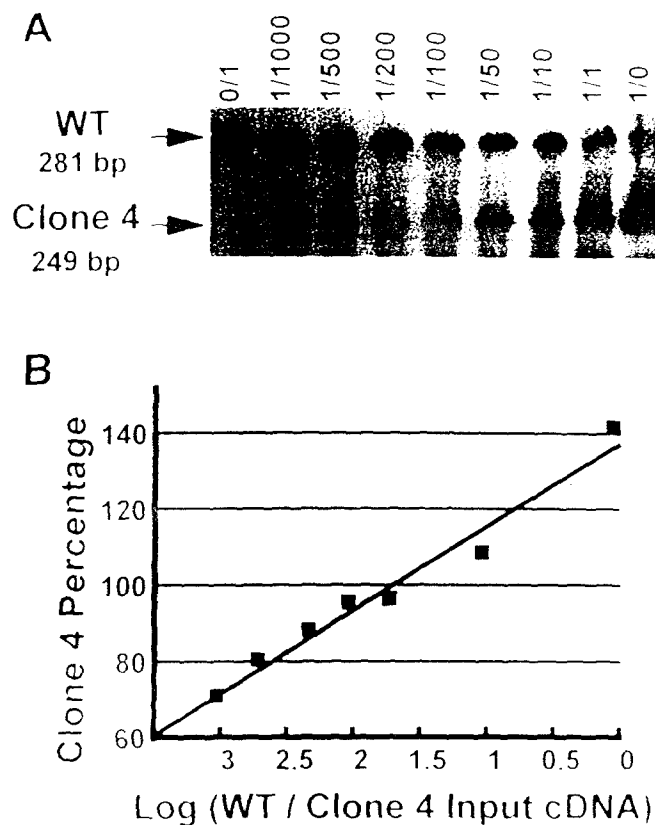 A
0/1 1/1000 1/500 1/200 1/100 1/50 1/10 1/1 1/0
WT
281 bp
Clone 4
249 bp
B
Clone 4 Percentage
140
120
100
80
60
3 2.5 2 1.5 1 0.5 0
Log (WT / Clone 4 Input cDNA)